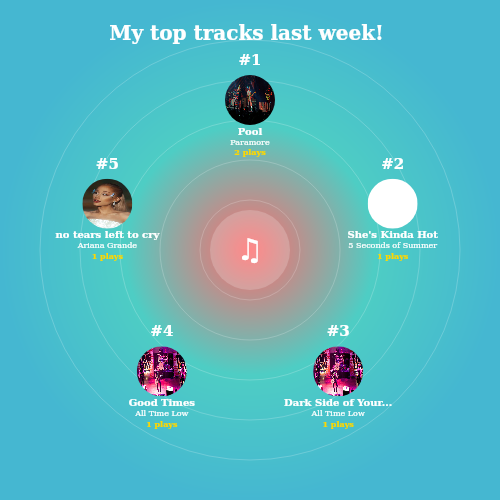 My top tracks last week!
#1
Pool
Paramore
2 plays
#2
She's Kinda Hot
5 Seconds of Summer
1 plays
#3
Dark Side of Your...
All Time Low
1 plays
#4
Good Times
All Time Low
1 plays
#5
no tears left to cry
Ariana Grande
1 plays